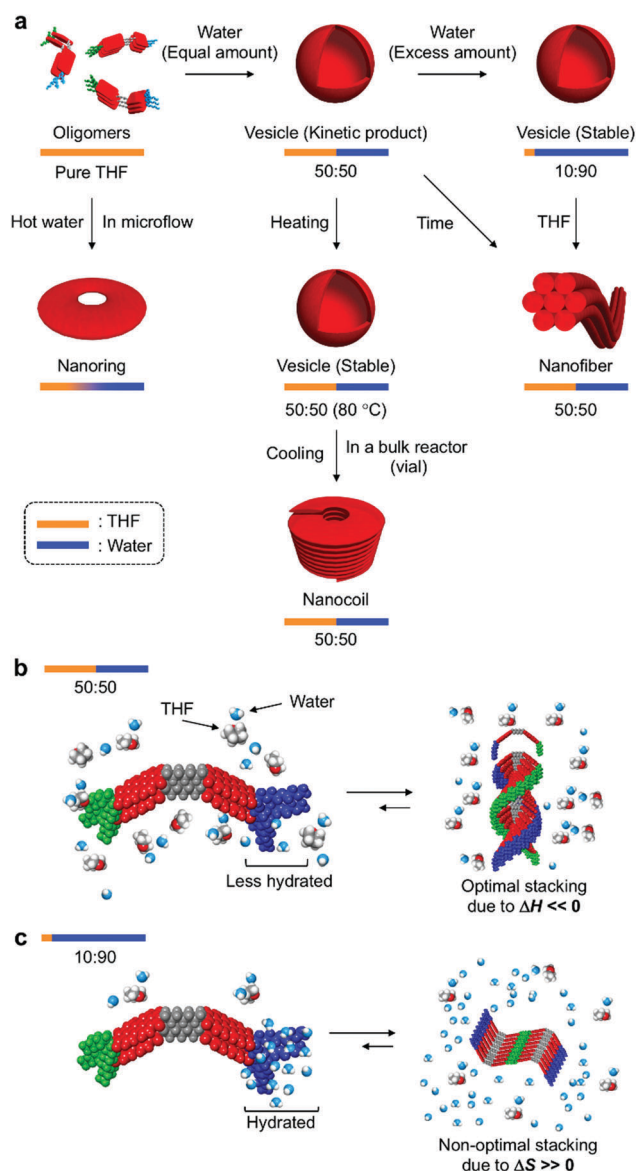 a
Water
(Equal amount)
Water
(Excess amount)
Oligomers
Pure THF
Vesicle (Kinetic product)
50:50
Vesicle (Stable)
10:90
Hot water
In microflow
Heating
Time
THF
Nanoring
Vesicle (Stable)
50:50 (80 °C)
Nanofiber
50:50
Cooling
In a bulk reactor
(vial)
: THF
: Water
Nanocoil
50:50
b
50:50
THF
Water
Less hydrated
Optimal stacking
due to ΔH << 0
c
10:90
Hydrated
Non-optimal stacking
due to ΔS >> 0